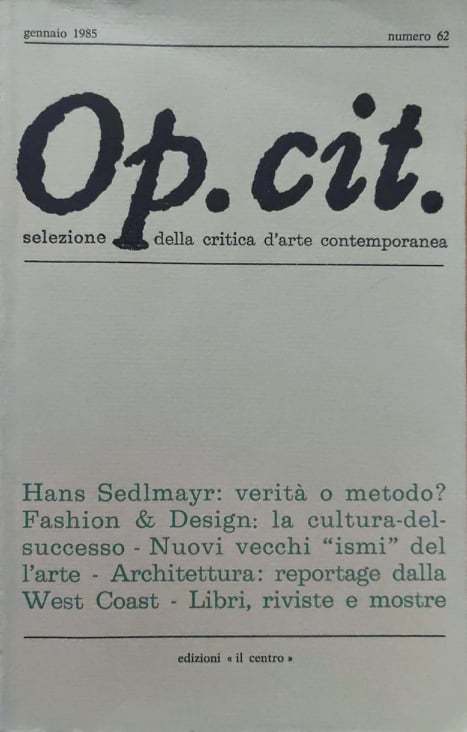 gennaio 1985 numero 62
Op. cit.
selezione della critica d'arte contemporanea
Hans Sedlmayr: verità o metodo?
Fashion & Design: la cultura-del-
successo - Nuovi vecchi “ismi” del
l'arte - Architettura: reportage dalla
West Coast - Libri, riviste e mostre
edizioni « il centro »